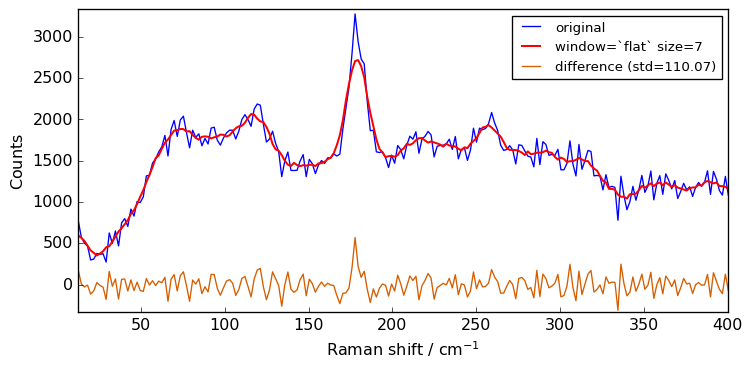 original
window=`flat` size=7
difference (std=110.07)
3000
2500
2000
1500
1000
500
0
Counts
50 100 150 200 250 300 350 400
Raman shift / cm⁻¹